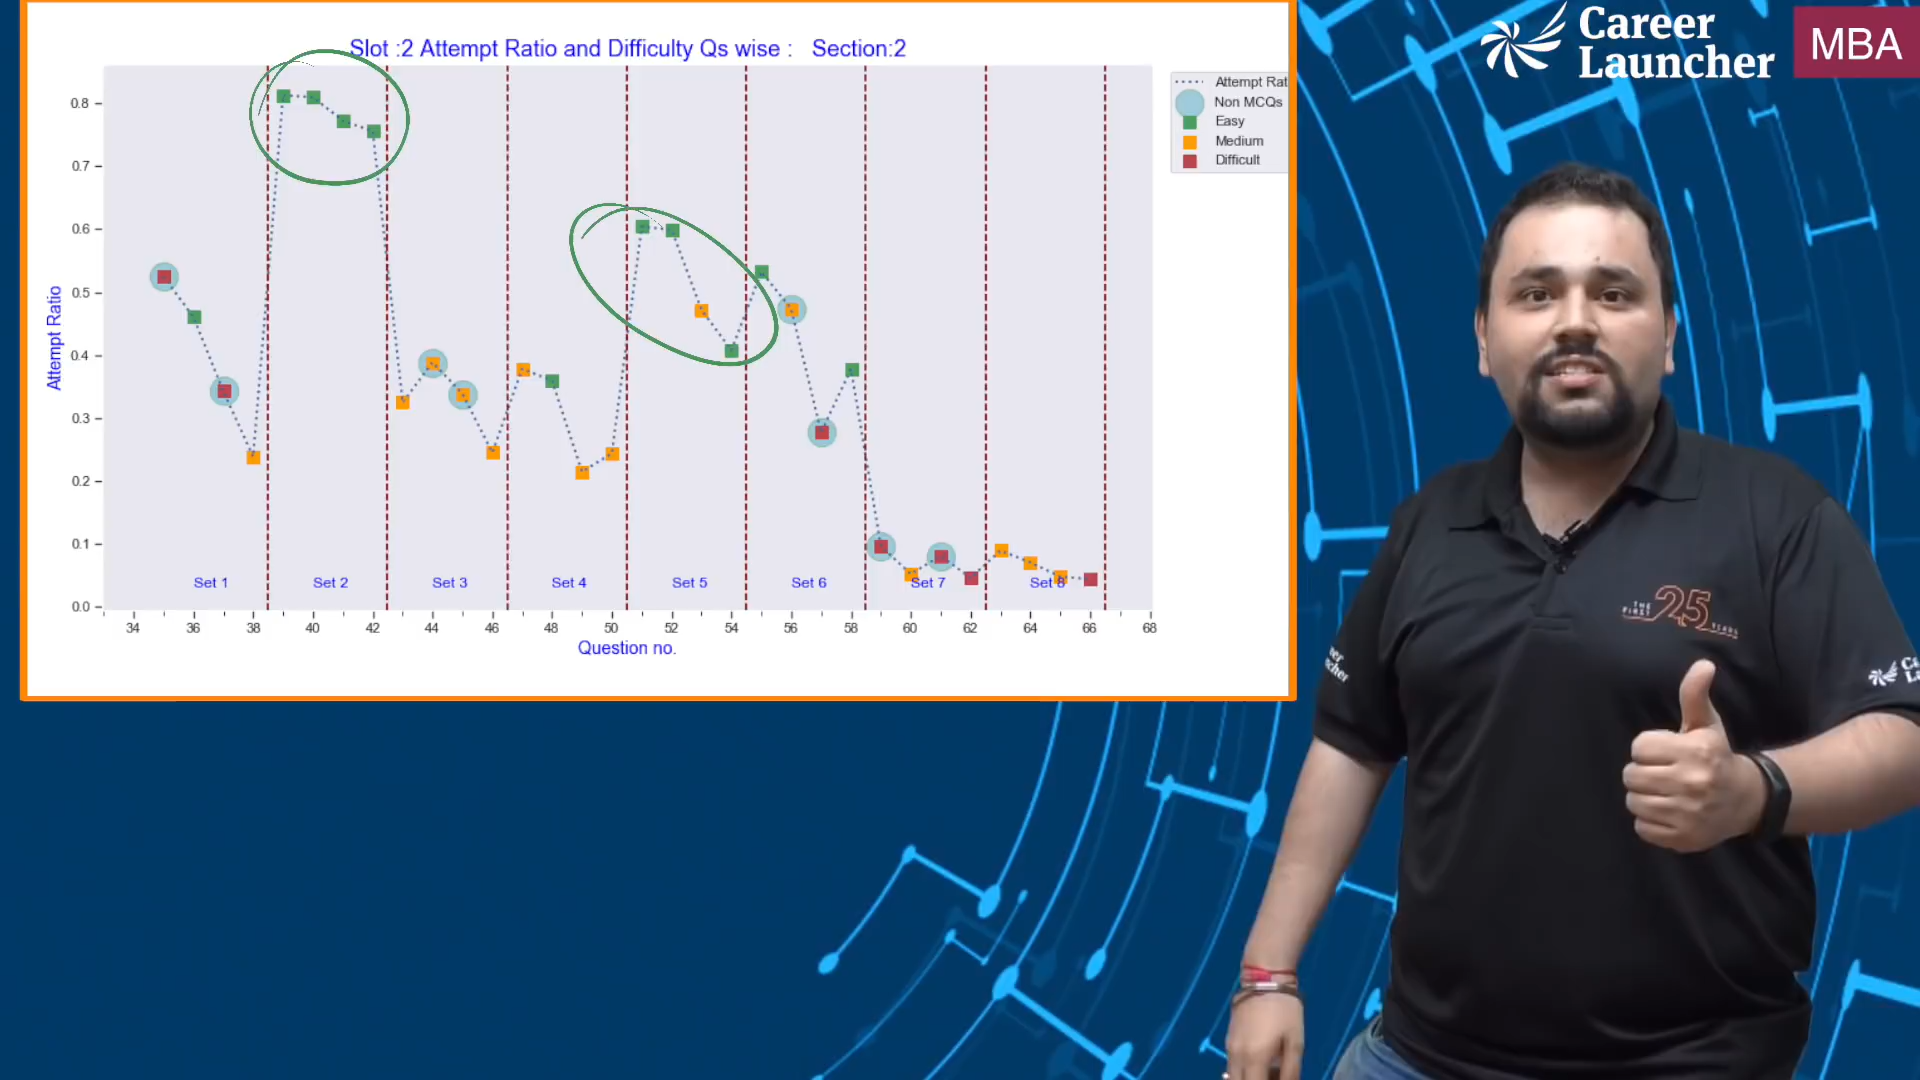 Slot :2 Attempt Ratio and Difficulty Qs wise : Section:2
Attempt Rat
Non MCQs
Easy
Medium
Difficult
Attempt Ratio
0.8
0.7
0.6
0.5
0.4
0.3
0.2
0.1
0.0
Set 1 Set 2 Set 3 Set 4 Set 5 Set 6 Set 7 Set 8
34 36 38 40 42 44 46 48 50 52 54 56 58 60 62 64 66 68
Question no.
Career
Launcher
MBA
THE
FIRST
25
YEARS